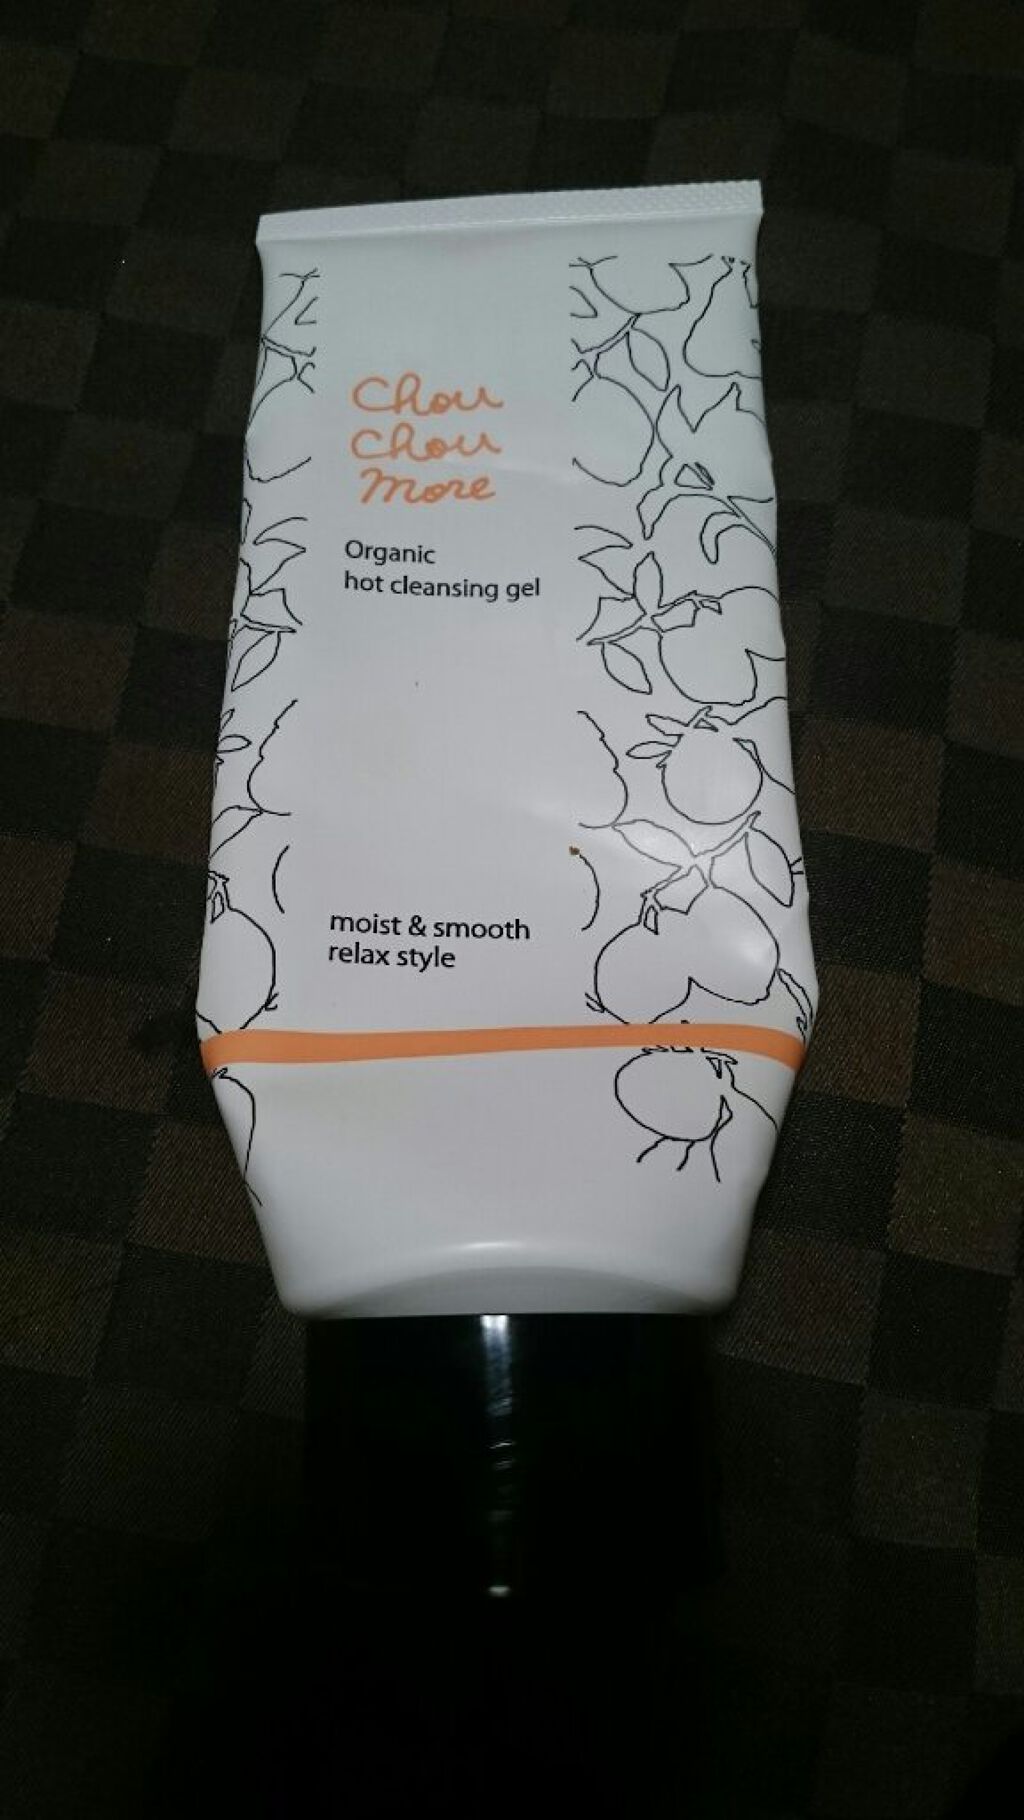 Chou
Chou
more
Organic
hot cleansing gel
moist & smooth
relax style